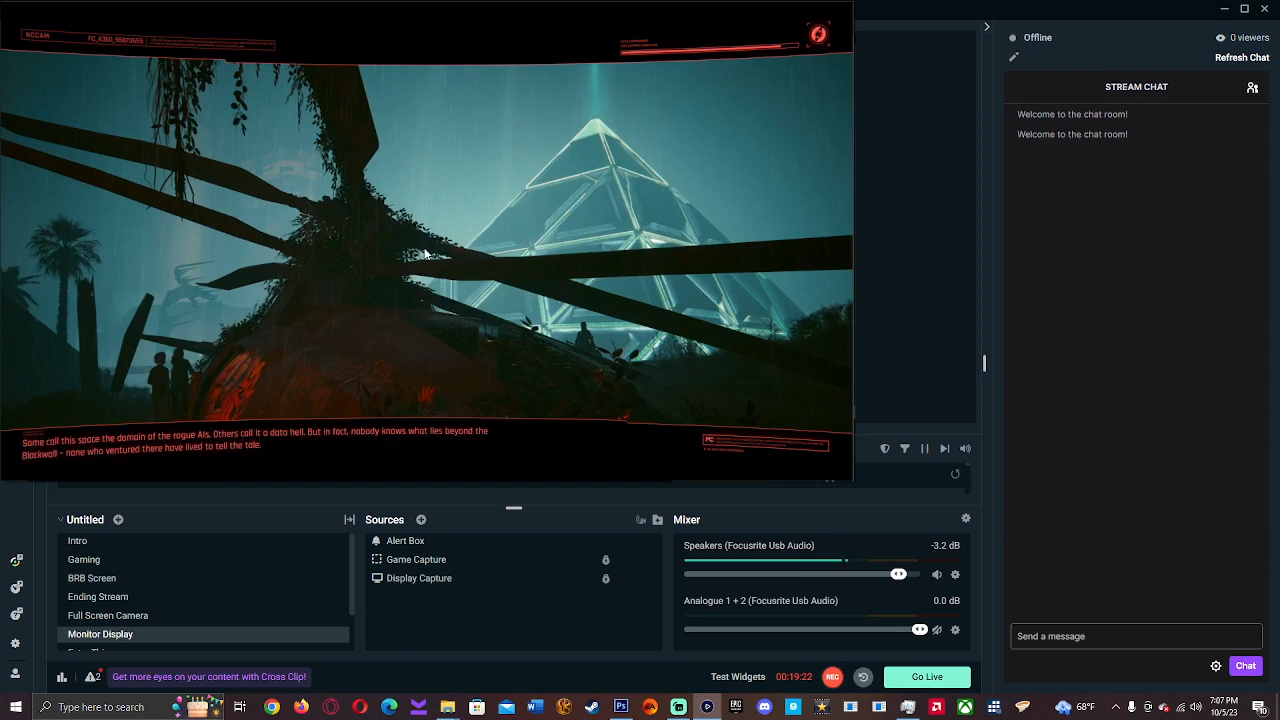 NCCAM
Offline
0 viewers
Refresh Chat
STREAM CHAT
Welcome to the chat room!
Welcome to the chat room!
Some call this space the domain of the rogue AIs. Others call it a data hell. But in fact, nobody knows what lies beyond the
Blackwall – none who ventured there have lived to tell the tale.
Untitled
Sources
Mixer
Intro
Gaming
BRB Screen
Ending Stream
Full Screen Camera
Monitor Display
Alert Box
Game Capture
Display Capture
Speakers (Focusrite Usb Audio)
-3.2 dB
Analogue 1 + 2 (Focusrite Usb Audio)
0.0 dB
Send a message
Chat
Get more eyes on your content with Cross Clip!
Test Widgets
00:19:22
REC
Go Live
Type here to search
7:07 PM